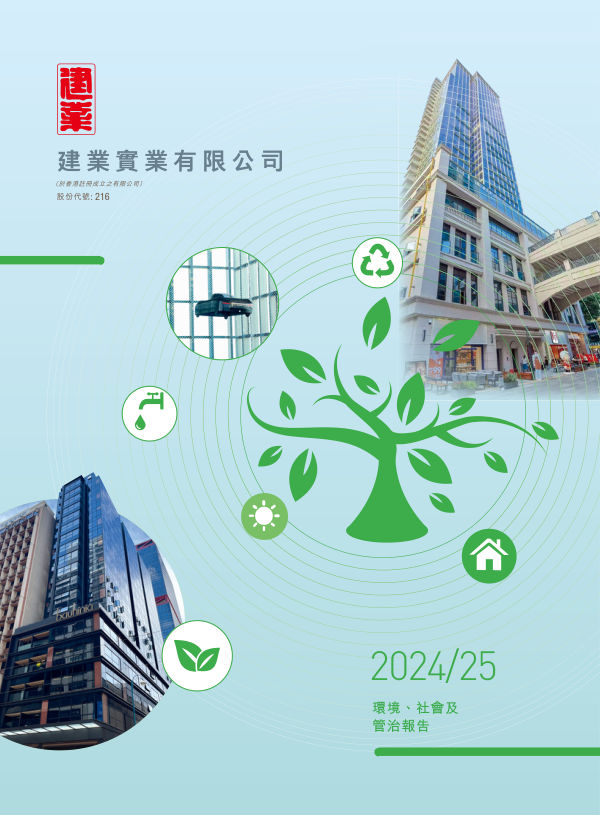 建業
建業實業有限公司
(於香港註冊成立之有限公司)
股份代號: 216
2024/25
環境、社會及
管治報告